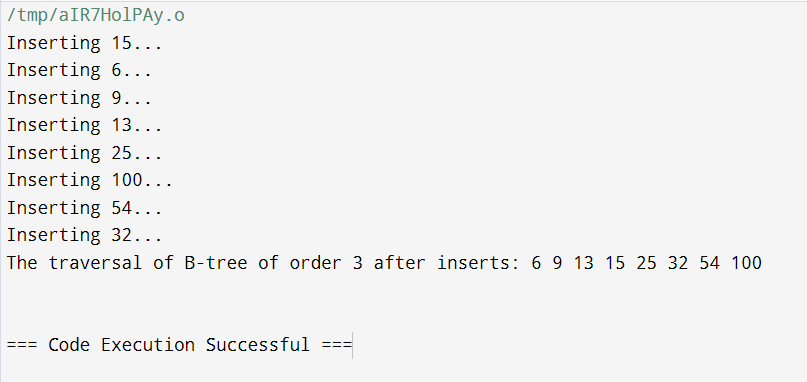 /tmp/aIR7HolPAy.o
Inserting 15...
Inserting 6...
Inserting 9...
Inserting 13...
Inserting 25...
Inserting 100...
Inserting 54...
Inserting 32...
The traversal of B-tree of order 3 after inserts: 6 9 13 15 25 32 54 100
=== Code Execution Successful ===